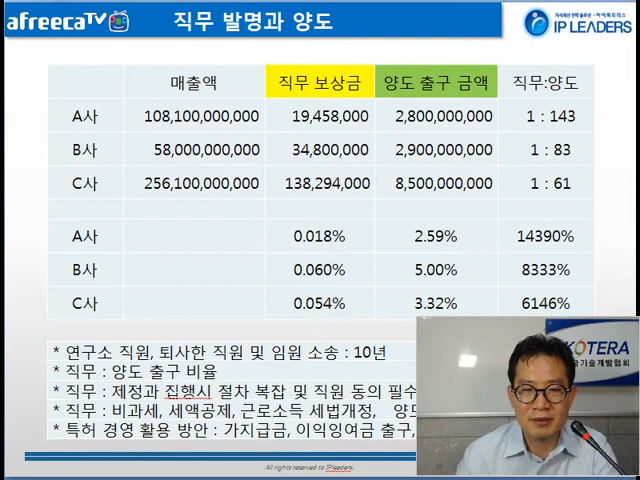 afreecaTV 직무 발명과 양도
지식재산 전략 솔루션 - 아이피리더스
IP LEADERS
매출액 직무 보상금 양도 출구 금액 직무:양도
A사 108,100,000,000 19,458,000 2,800,000,000 1 : 143
B사 58,000,000,000 34,800,000 2,900,000,000 1 : 83
C사 256,100,000,000 138,294,000 8,500,000,000 1 : 61
A사 0.018% 2.59% 14390%
B사 0.060% 5.00% 8333%
C사 0.054% 3.32% 6146%
* 연구소 직원, 퇴사한 직원 및 임원 소송 : 10년
* 직무 : 양도 출구 비율
* 직무 : 제정과 집행시 절차 복잡 및 직원 동의 필수
* 직무 : 비과세, 세액공제, 근로소득 세법개정, 양도
* 특허 경영 활용 방안 : 가지급금, 이익잉여금 출구,
KOTERA
국기술개발협회
All rights reserved to IPleaders.